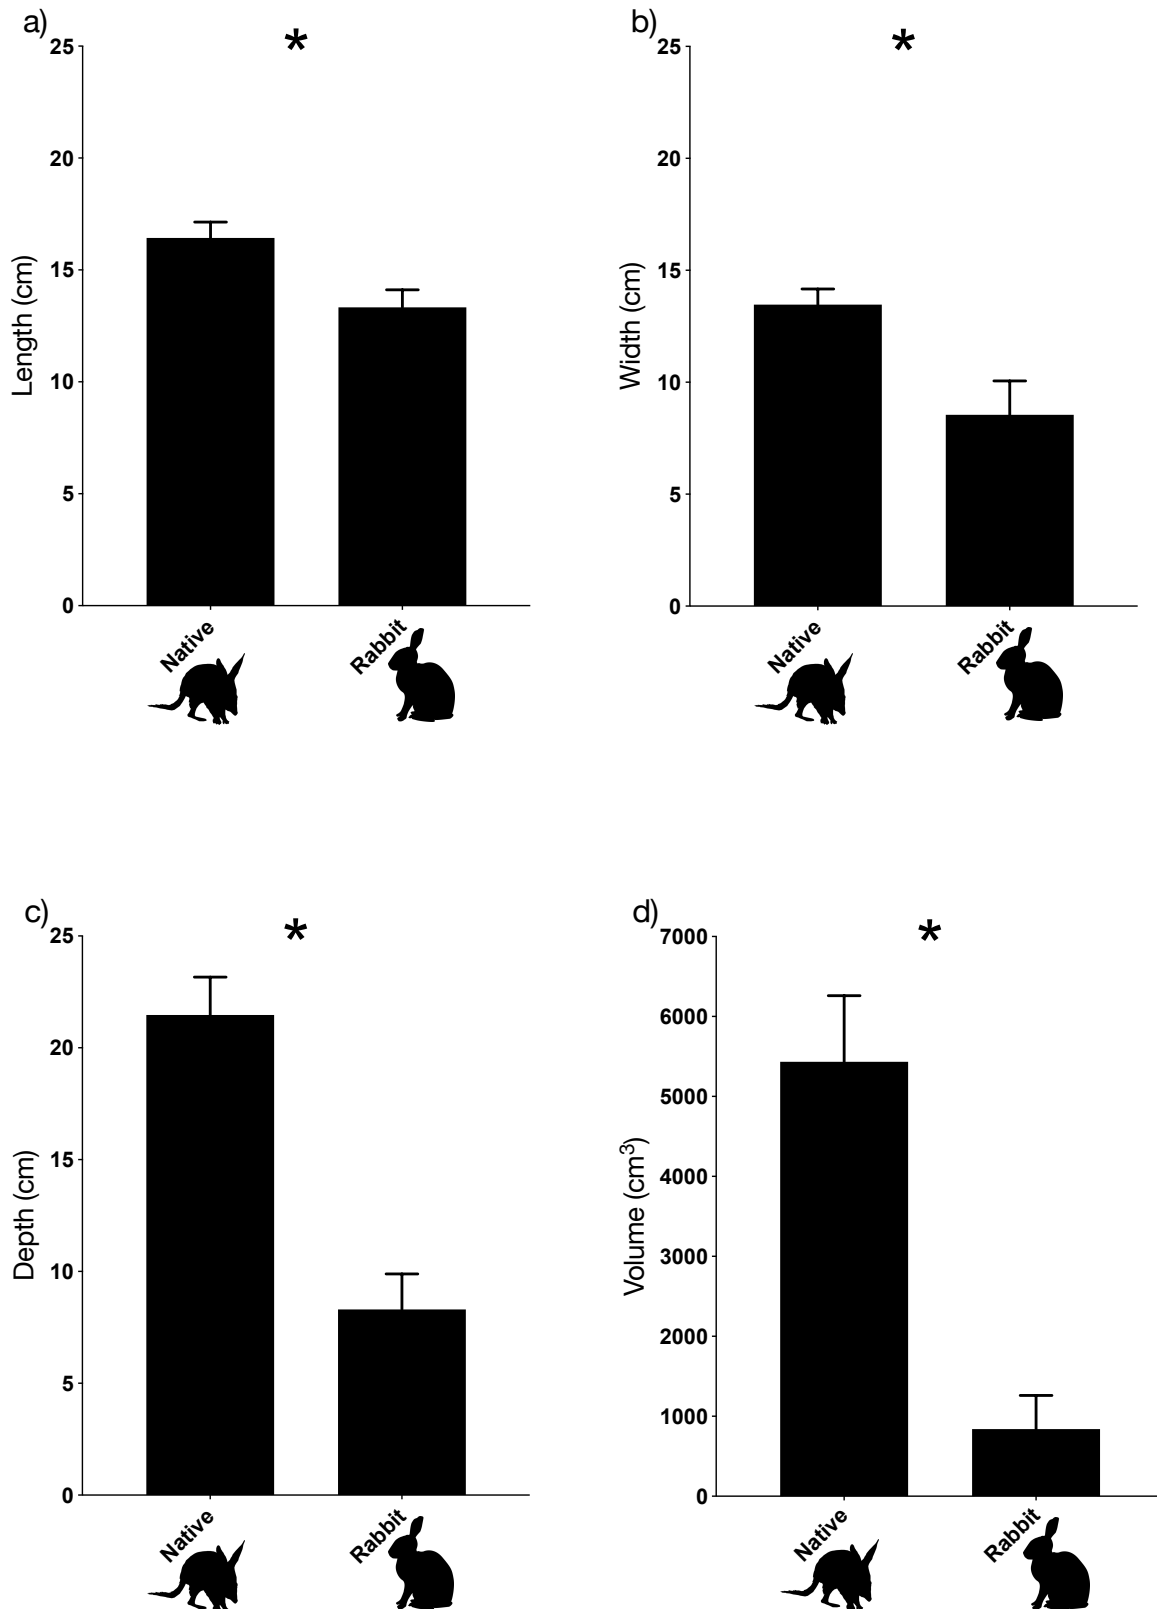 a)
*
25
20
15
10
5
0
Length (cm)
Native
Rabbit
b)
*
25
20
15
10
5
0
Width (cm)
Native
Rabbit
c)
*
25
20
15
10
5
0
Depth (cm)
Native
Rabbit
d)
*
7000
6000
5000
4000
3000
2000
1000
0
Volume (cm³)
Native
Rabbit